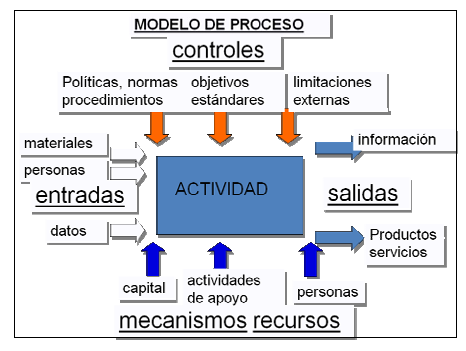 MODELO DE PROCESO
controles
Políticas, normas
procedimientos
objetivos
estándares
limitaciones
externas
materiales
personas
entradas
datos
ACTIVIDAD
información
salidas
Productos
servicios
capital
actividades
de apoyo
personas
mecanismos recursos